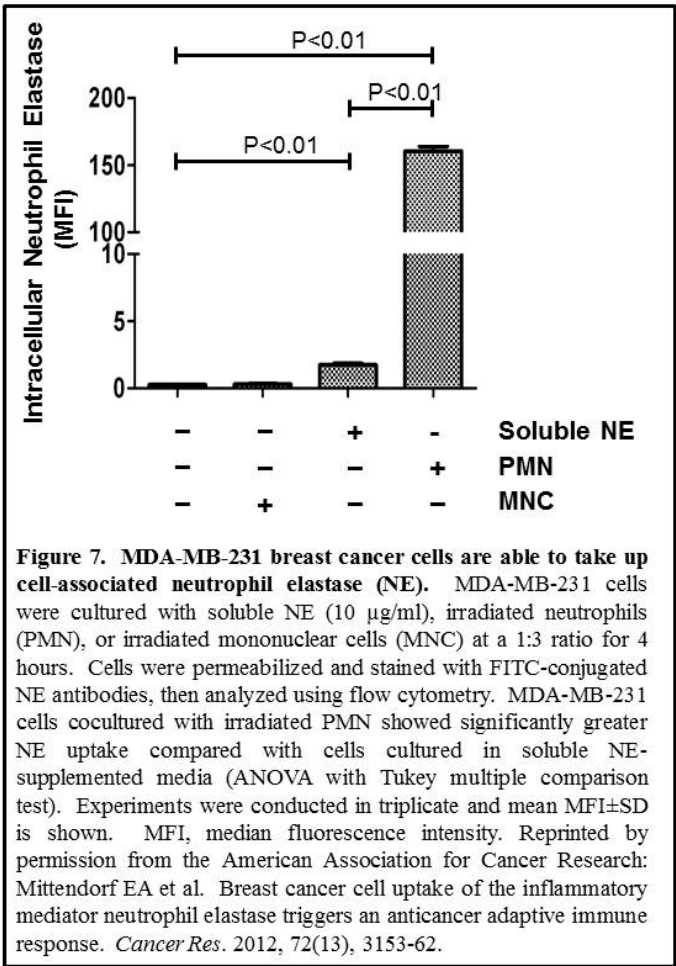 P<0.01
P<0.01
P<0.01
Intracellular Neutrophil Elastase
(MFI)
200
150
100
10
5
0
– – + - Soluble NE
– – – + PMN
– + – – MNC
Figure 7. MDA-MB-231 breast cancer cells are able to take up
cell-associated neutrophil elastase (NE). MDA-MB-231 cells
were cultured with soluble NE (10 µg/ml), irradiated neutrophils
(PMN), or irradiated mononuclear cells (MNC) at a 1:3 ratio for 4
hours. Cells were permeabilized and stained with FITC-conjugated
NE antibodies, then analyzed using flow cytometry. MDA-MB-231
cells cocultured with irradiated PMN showed significantly greater
NE uptake compared with cells cultured in soluble NE-
supplemented media (ANOVA with Tukey multiple comparison
test). Experiments were conducted in triplicate and mean MFI±SD
is shown. MFI, median fluorescence intensity. Reprinted by
permission from the American Association for Cancer Research:
Mittendorf EA et al. Breast cancer cell uptake of the inflammatory
mediator neutrophil elastase triggers an anticancer adaptive immune
response. Cancer Res. 2012, 72(13), 3153-62.